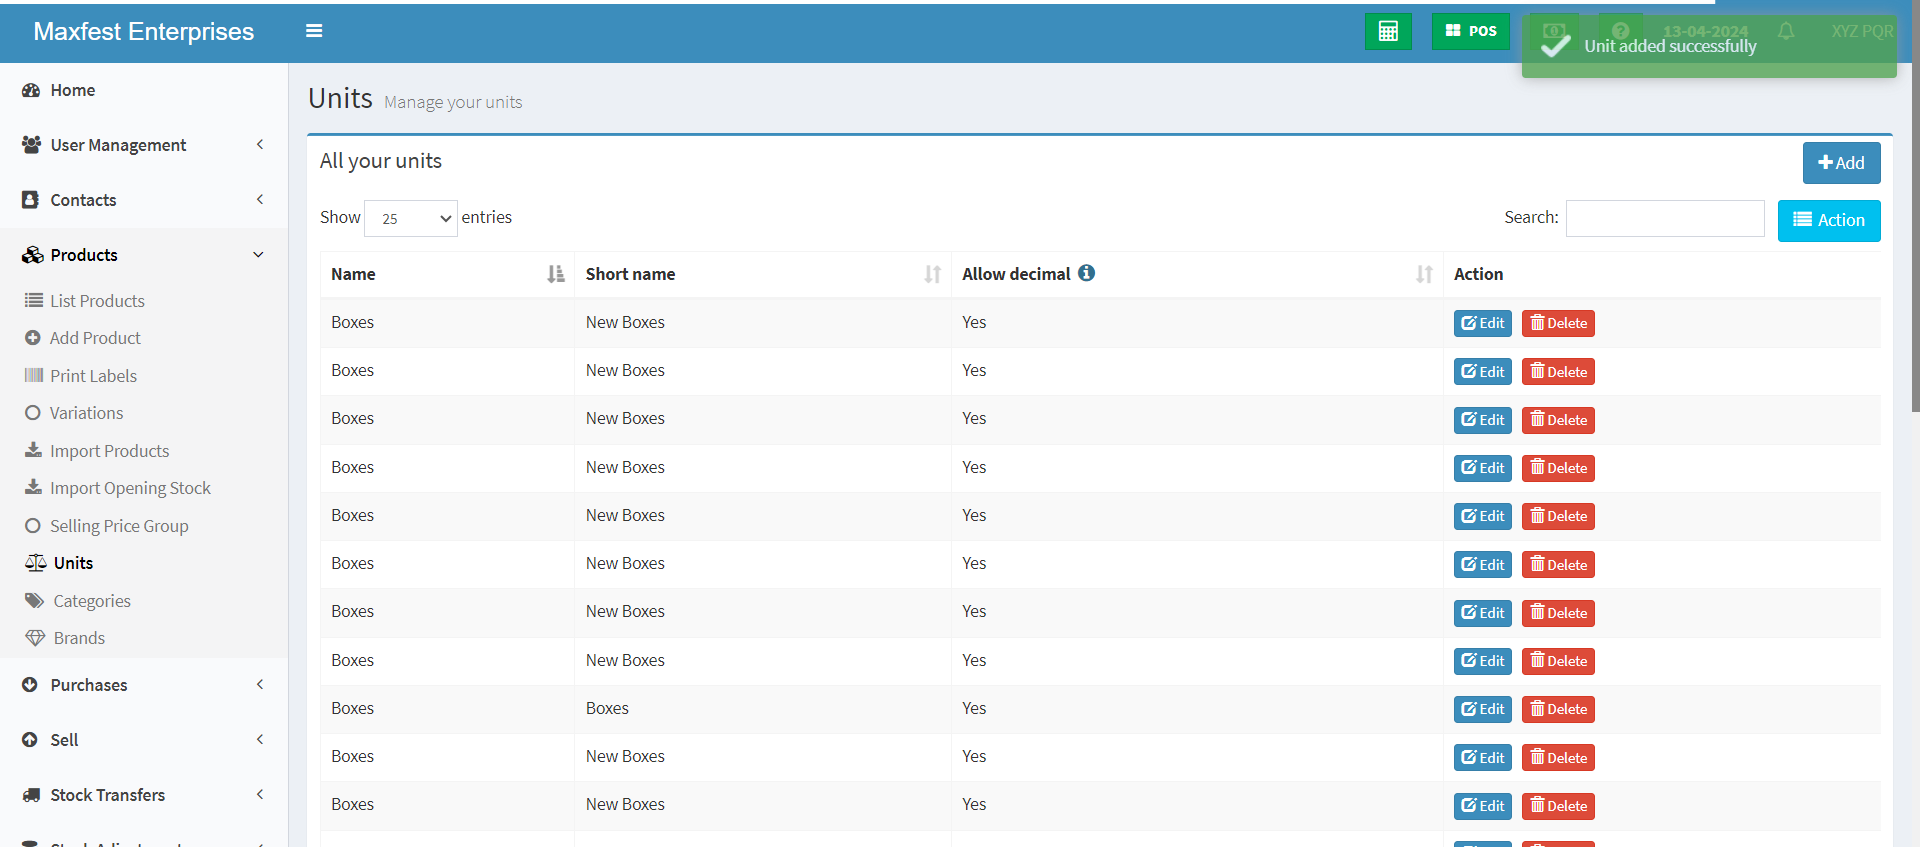 Maxfest Enterprises
POS
13-04-2024
XYZ PQR
Unit added successfully
Home
User Management
Contacts
Products
List Products
Add Product
Print Labels
Variations
Import Products
Import Opening Stock
Selling Price Group
Units
Categories
Brands
Purchases
Sell
Stock Transfers
Units Manage your units
All your units
Add
Show 25 entries
Search:
Action
Name Short name Allow decimal Action
Boxes New Boxes Yes Edit Delete
Boxes New Boxes Yes Edit Delete
Boxes New Boxes Yes Edit Delete
Boxes New Boxes Yes Edit Delete
Boxes New Boxes Yes Edit Delete
Boxes New Boxes Yes Edit Delete
Boxes New Boxes Yes Edit Delete
Boxes New Boxes Yes Edit Delete
Boxes Boxes Yes Edit Delete
Boxes New Boxes Yes Edit Delete
Boxes New Boxes Yes Edit Delete